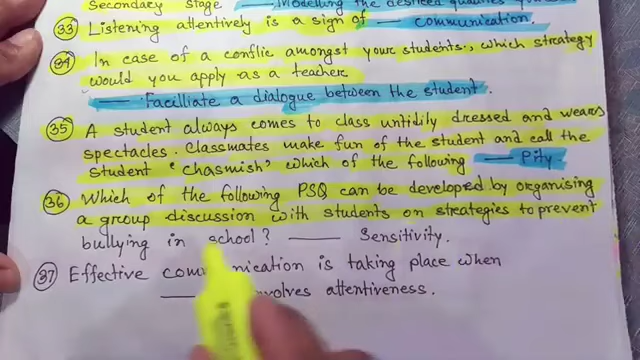 Secondary Stage — Modelling the desired qualities
33 Listening attentively is a sign of — communication.
34 In case of a conflic amongst your students, which strategy
would you apply as a teacher
— Facilliate a dialogue between the student.
35 A student always comes to class untidily dressed and wears
spectacles. Classmates make fun of the student and call the
student "chasmish" which of the following — Pity
36 Which of the following PSQ can be developed by organising
a group discussion with students on strategies to prevent
bullying in school? — Sensitivity.
37 Effective communication is taking place when
— involves attentiveness.